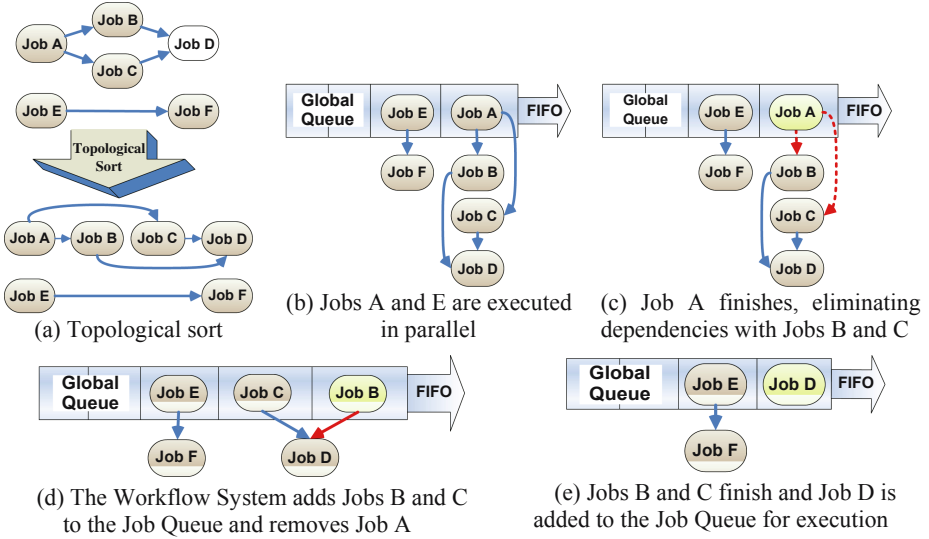 Job A
Job B
Job C
Job D
Job E
Job F
Topological
Sort
Job A
Job B
Job C
Job D
Job E
Job F
(a) Topological sort
Global
Queue
Job E
Job A
FIFO
Job F
Job B
Job C
Job D
(b) Jobs A and E are executed
in parallel
Global
Queue
Job E
Job A
FIFO
Job F
Job B
Job C
Job D
(c) Job A finishes, eliminating
dependencies with Jobs B and C
Global
Queue
Job E
Job C
Job B
FIFO
Job F
Job D
(d) The Workflow System adds Jobs B and C
to the Job Queue and removes Job A
Global
Queue
Job E
Job D
FIFO
Job F
(e) Jobs B and C finish and Job D is
added to the Job Queue for execution